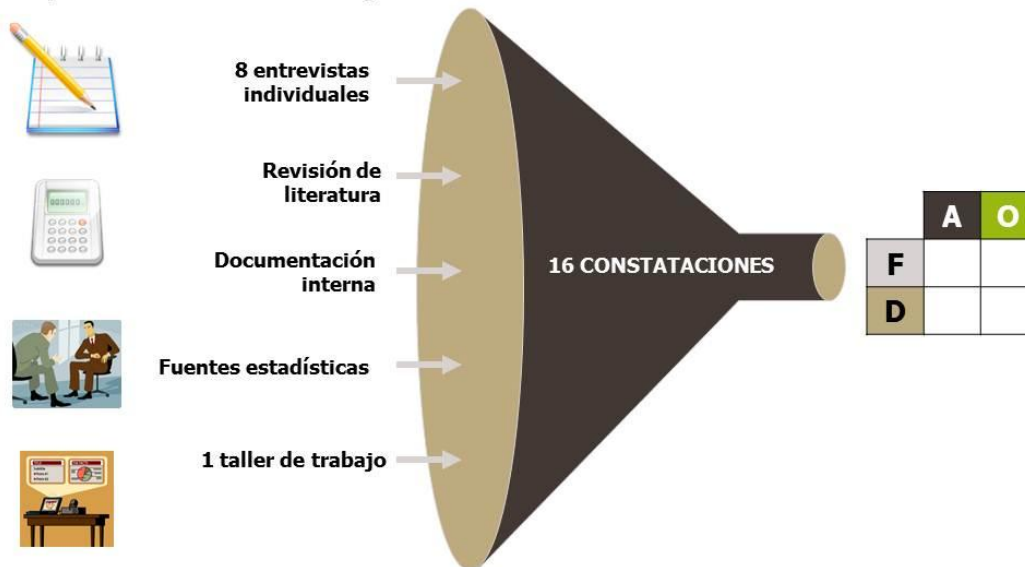 8 entrevistas
individuales
Revisión de
literatura
Documentación
interna
Fuentes estadísticas
1 taller de trabajo
16 CONSTATACIONES
A O
F
D